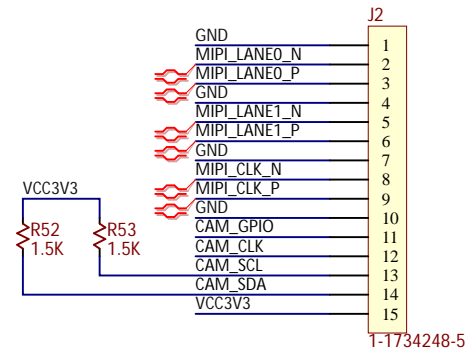 J2
GND 1
MIPI_LANE0_N 2
MIPI_LANE0_P 3
GND 4
MIPI_LANE1_N 5
MIPI_LANE1_P 6
GND 7
MIPI_CLK_N 8
MIPI_CLK_P 9
GND 10
CAM_GPIO 11
CAM_CLK 12
CAM_SCL 13
CAM_SDA 14
VCC3V3 15
1-1734248-5
VCC3V3
R52 R53
1.5K 1.5K